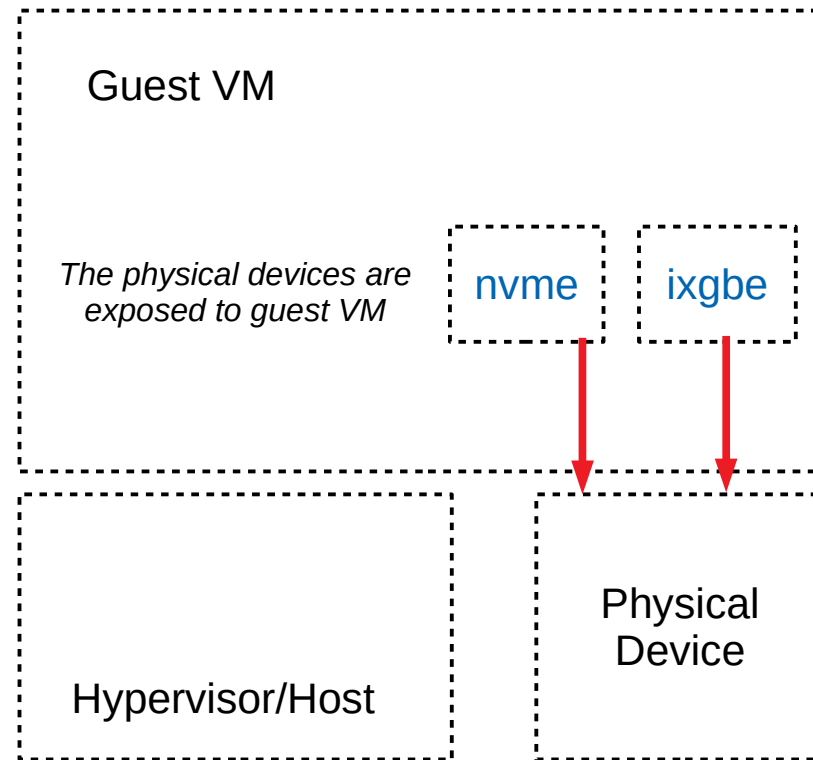 Guest VM
The physical devices are
exposed to guest VM
nvme
ixgbe
Physical
Device
Hypervisor/Host